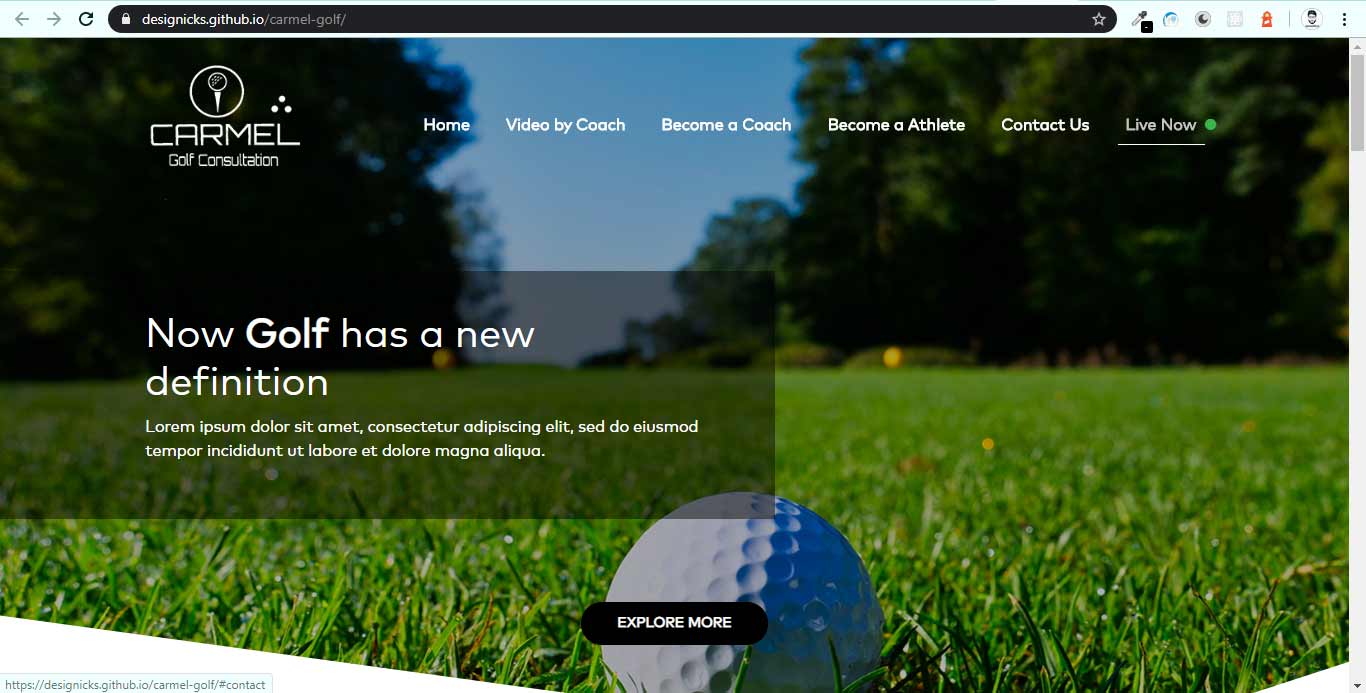 designicks.github.io/carmel-golf/
CARMEL
Golf Consultation
Home
Video by Coach
Become a Coach
Become a Athlete
Contact Us
Live Now
Now Golf has a new
definition
Lorem ipsum dolor sit amet, consectetur adipiscing elit, sed do eiusmod
tempor incididunt ut labore et dolore magna aliqua.
EXPLORE MORE
https://designicks.github.io/carmel-golf/#contact